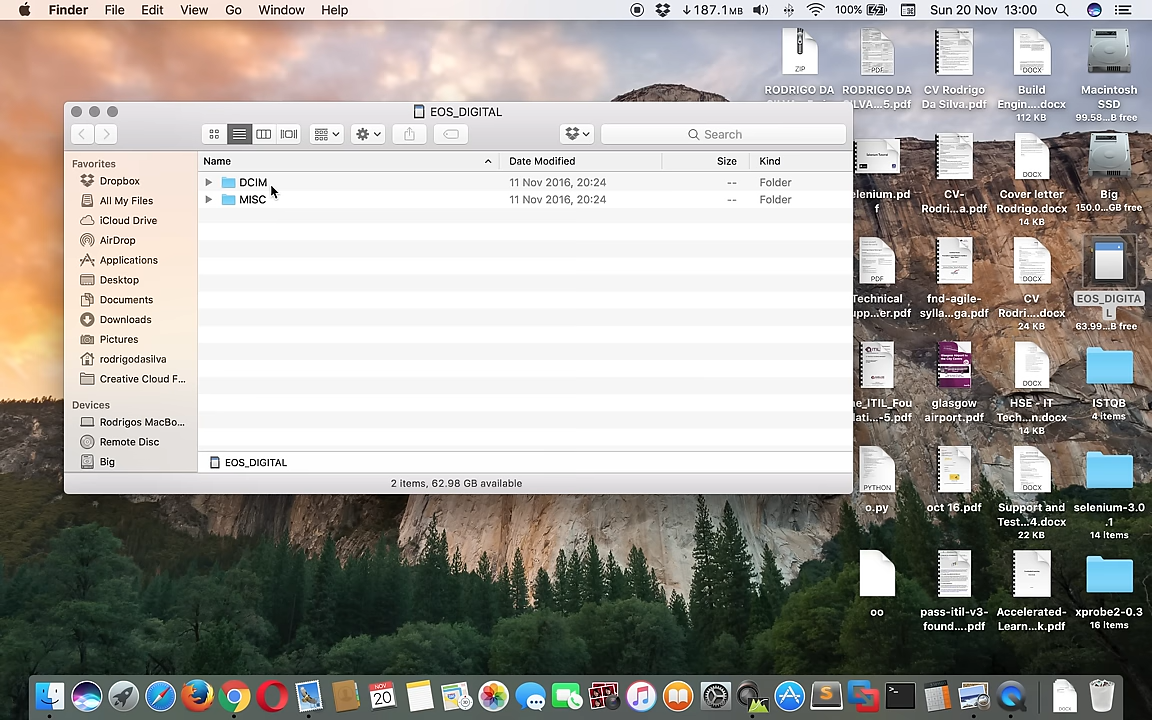 Finder File Edit View Go Window Help
↓187.1MB 100% Sun 20 Nov 13:00
EOS_DIGITAL
Search
Name Date Modified Size Kind
Favorites
Dropbox
All My Files
iCloud Drive
AirDrop
Applications
Desktop
Documents
Downloads
Pictures
rodrigodasilva
Creative Cloud F...
Devices
Rodrigos MacBo...
Remote Disc
Big
DCIM 11 Nov 2016, 20:24 -- Folder
MISC 11 Nov 2016, 20:24 -- Folder
EOS_DIGITAL
2 items, 62.98 GB available
ZIP
RODRIGO DA
PDF
RODRIGO DA
SILVA...5.pdf
CV Rodrigo
Da Silva.pdf
DOCX
Build
Engin....docx
112 KB
Macintosh
SSD
99.58...B free
elenium.pd
f
CV-
Rodri...a.pdf
DOCX
Cover letter
Rodrigo.docx
14 KB
Big
150.0...GB free
PDF
Technical
upp...er.pdf
fnd-agile-
sylla...ga.pdf
DOCX
CV
Rodri....docx
24 KB
EOS_DIGITA
L
63.99...B free
ne_ITIL_Fou
dati...-5.pdf
glasgow
airport.pdf
DOCX
HSE - IT
Tech...n.docx
14 KB
ISTQB
4 items
PYTHON
o.py
oct 16.pdf
DOCX
Support and
Test...4.docx
22 KB
selenium-3.0
.1
14 items
oo
pass-itil-v3-
found....pdf
Accelerated-
Learn...k.pdf
xprobe2-0.3
16 items
NOV
20
DOCX